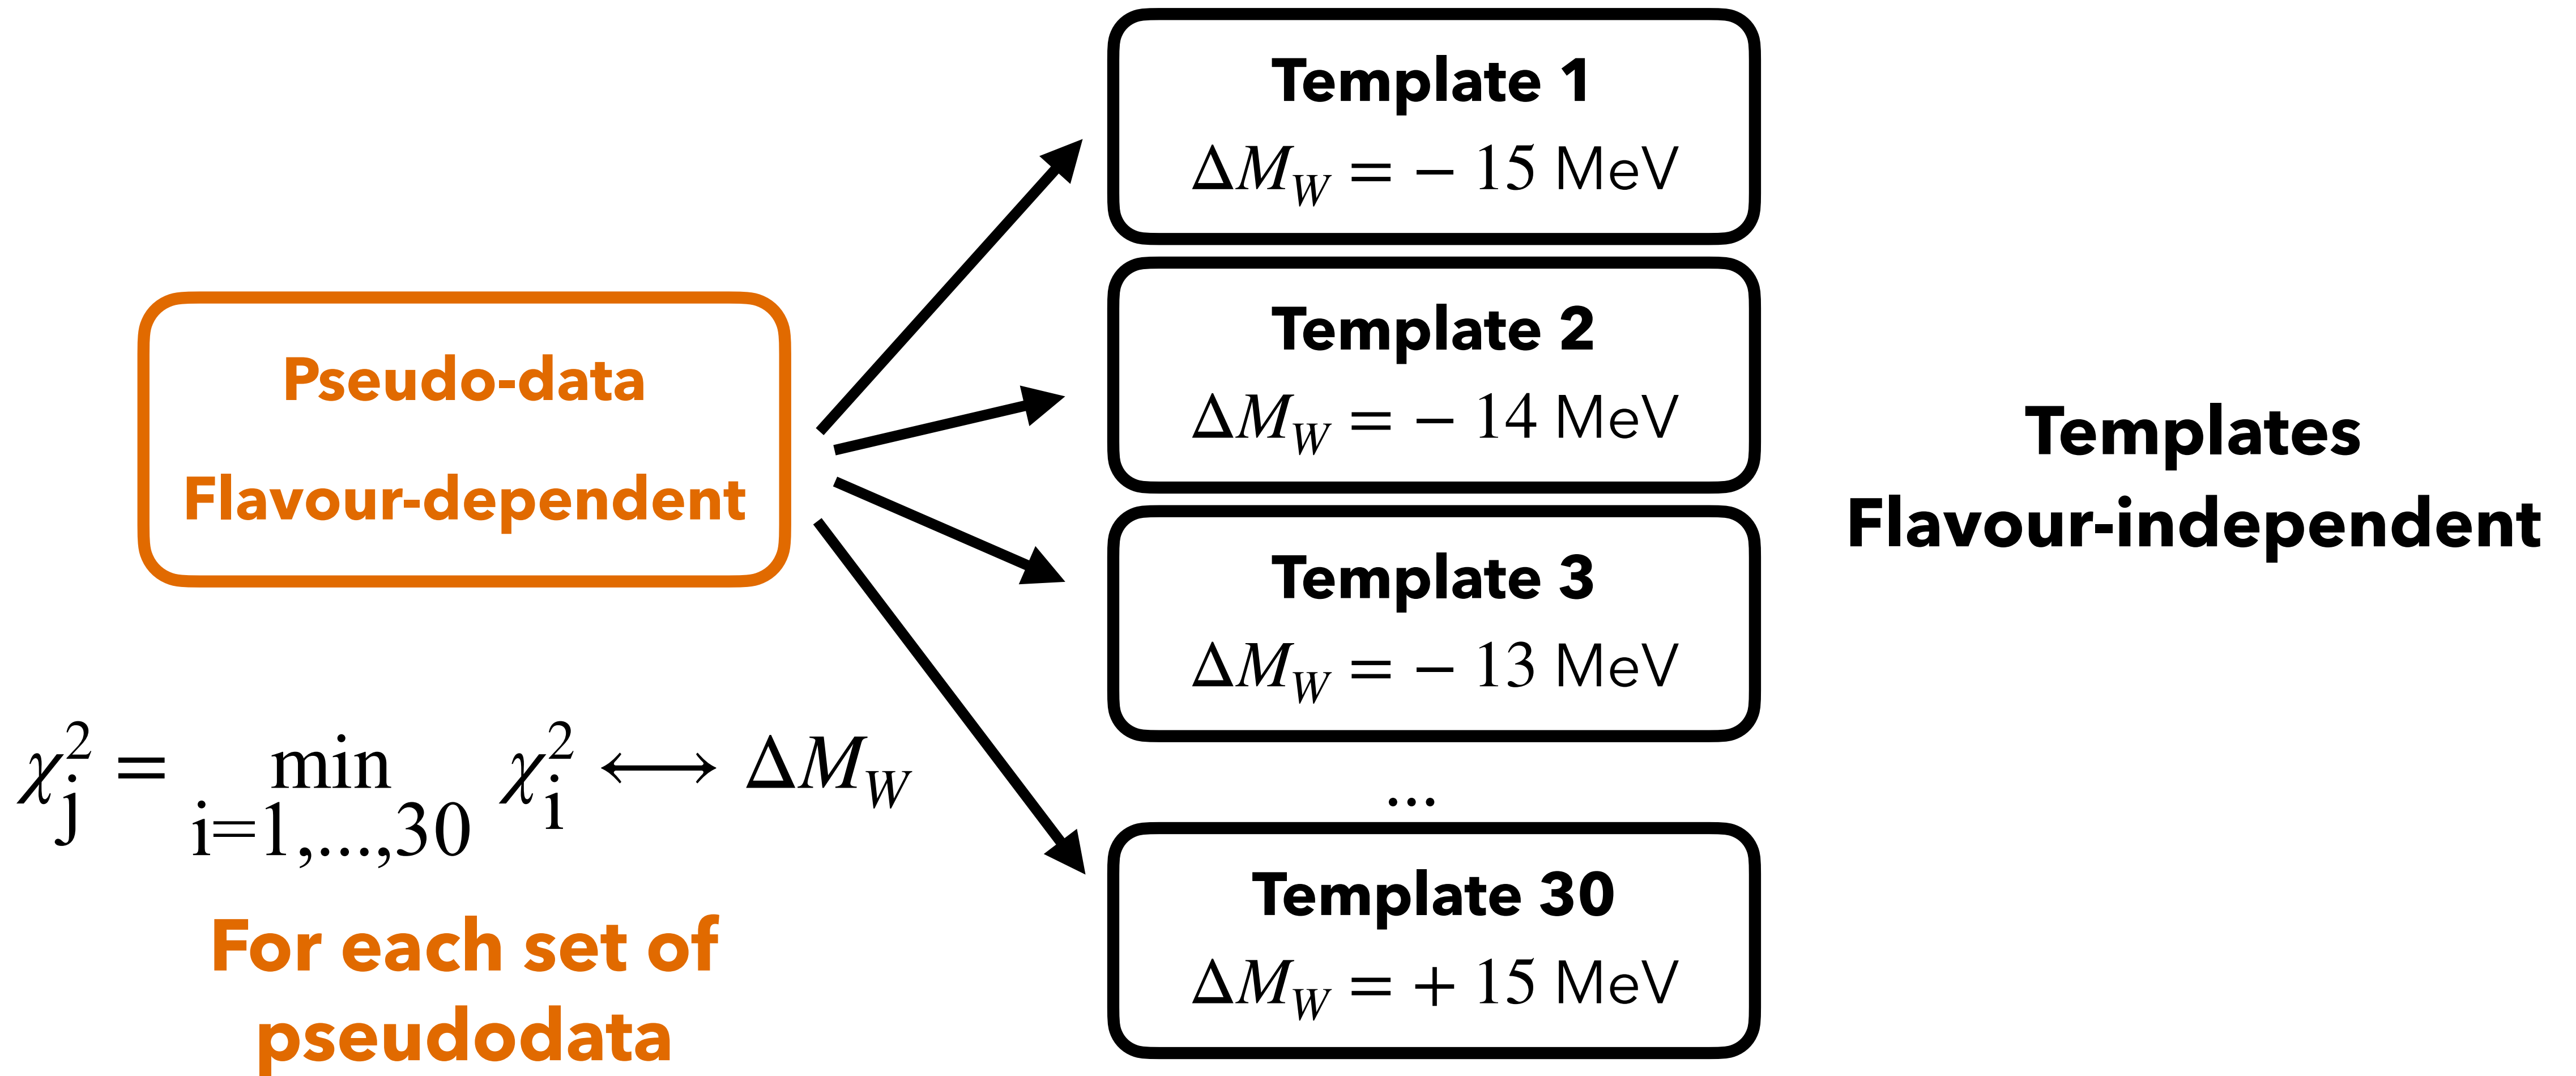 Template 1
ΔM_W = − 15 MeV
Template 2
ΔM_W = − 14 MeV
Pseudo-data
Flavour-dependent
Templates
Flavour-independent
Template 3
ΔM_W = − 13 MeV
...
χ²_j = min_{i=1,...,30} χ²_i ⟷ ΔM_W
Template 30
ΔM_W = + 15 MeV
For each set of
pseudodata